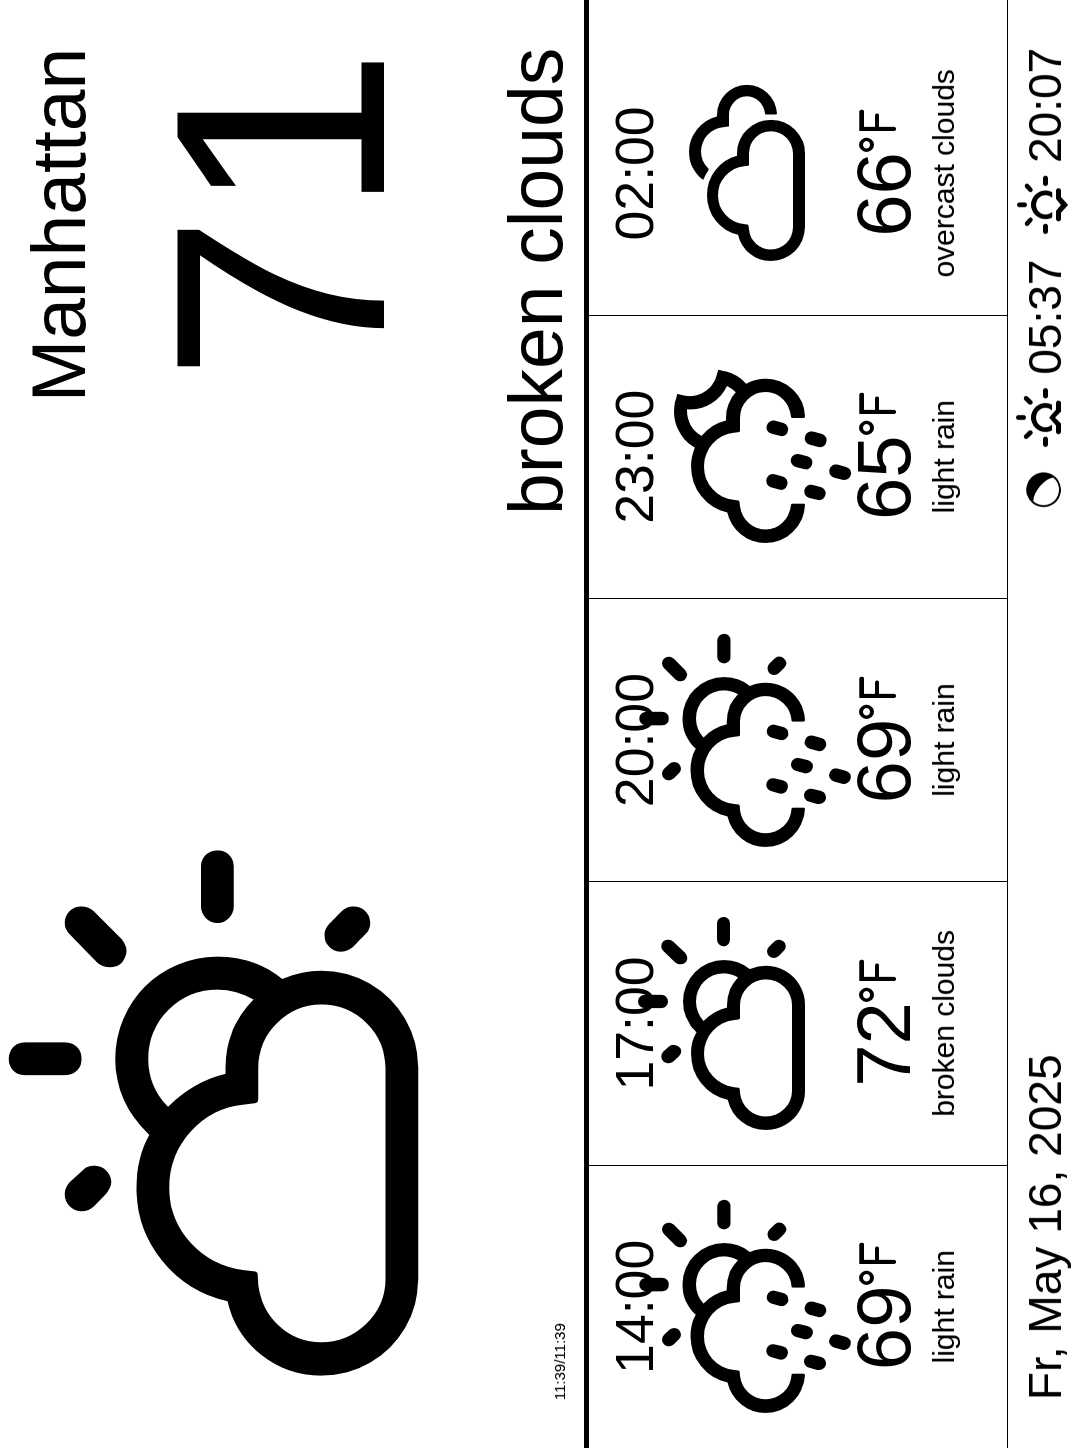 Manhattan
71
broken clouds
11:39/11:39
14:00
17:00
20:00
23:00
02:00
69°F
72°F
69°F
65°F
66°F
light rain
broken clouds
light rain
light rain
overcast clouds
Fr, May 16, 2025
05:37
20:07